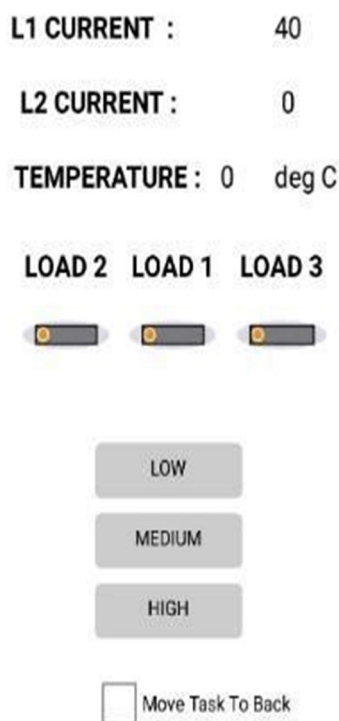 L1 CURRENT : 40
L2 CURRENT : 0
TEMPERATURE : 0 deg C
LOAD 2 LOAD 1 LOAD 3
LOW
MEDIUM
HIGH
Move Task To Back